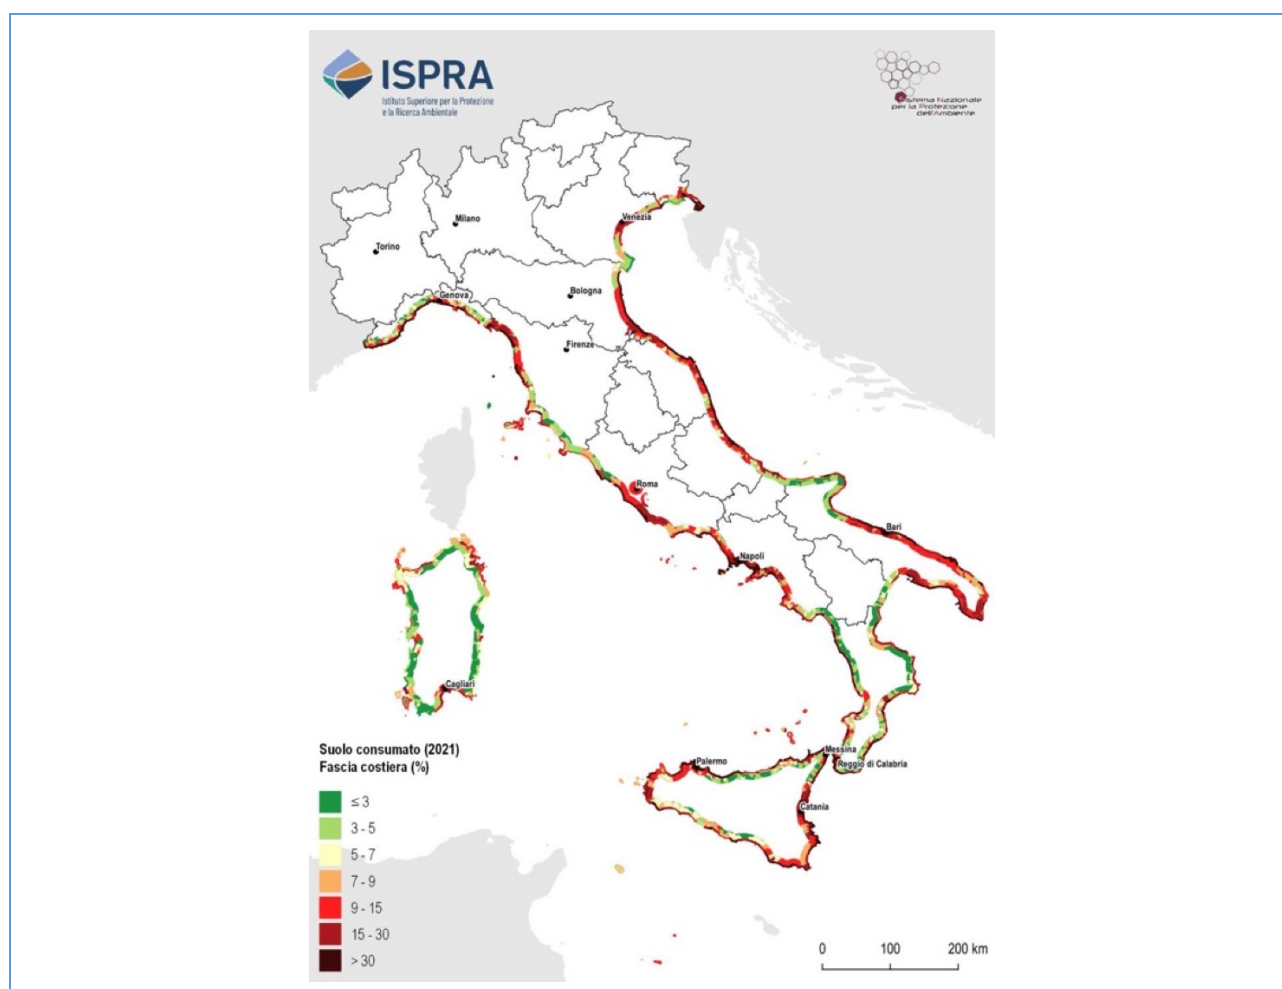 ISPRA
Istituto Superiore per la Protezione
e la Ricerca Ambientale
Sistema Nazionale
per la Protezione
dell'Ambiente
Milano
Venezia
Torino
Genova
Bologna
Firenze
Roma
Bari
Napoli
Cagliari
Messina
Palermo
Reggio di Calabria
Catania
Suolo consumato (2021)
Fascia costiera (%)
≤ 3
3 - 5
5 - 7
7 - 9
9 - 15
15 - 30
> 30
0 100 200 km